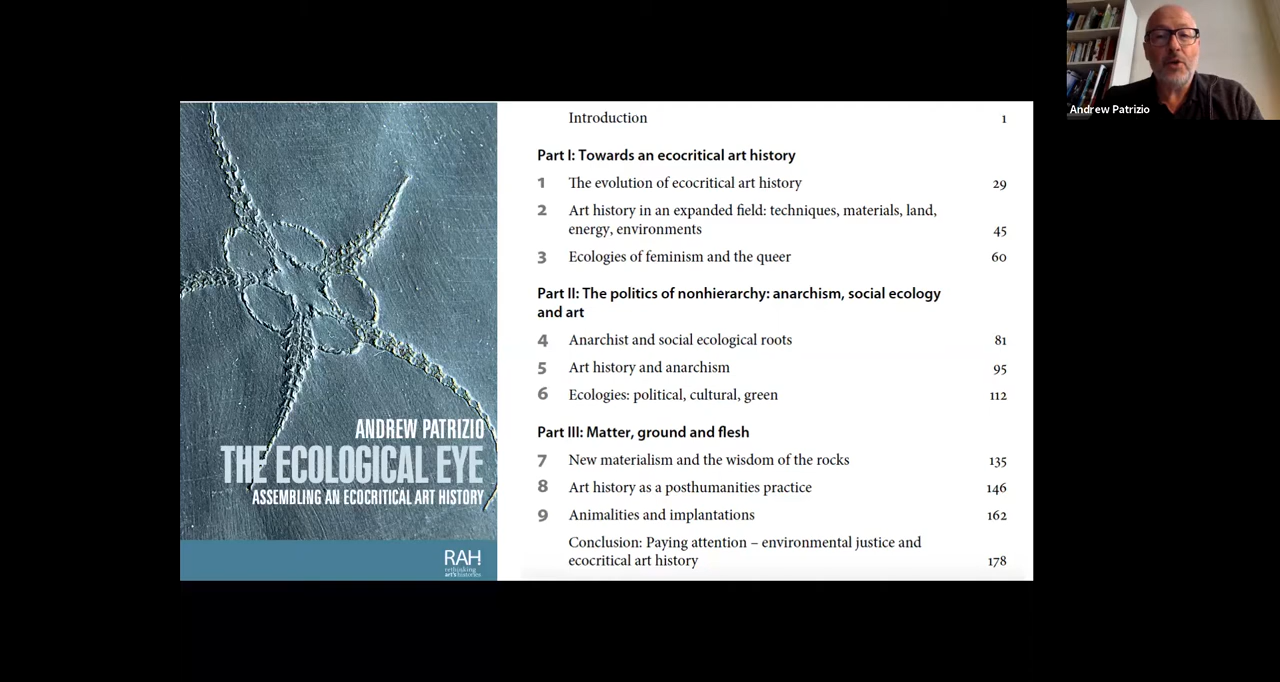 Andrew Patrizio
ANDREW PATRIZIO
THE ECOLOGICAL EYE
ASSEMBLING AN ECOCRITICAL ART HISTORY
RAH!
rethinking
art's histories
Introduction 1
Part I: Towards an ecocritical art history
1 The evolution of ecocritical art history 29
2 Art history in an expanded field: techniques, materials, land,
energy, environments 45
3 Ecologies of feminism and the queer 60
Part II: The politics of nonhierarchy: anarchism, social ecology
and art
4 Anarchist and social ecological roots 81
5 Art history and anarchism 95
6 Ecologies: political, cultural, green 112
Part III: Matter, ground and flesh
7 New materialism and the wisdom of the rocks 135
8 Art history as a posthumanities practice 146
9 Animalities and implantations 162
Conclusion: Paying attention – environmental justice and
ecocritical art history 178